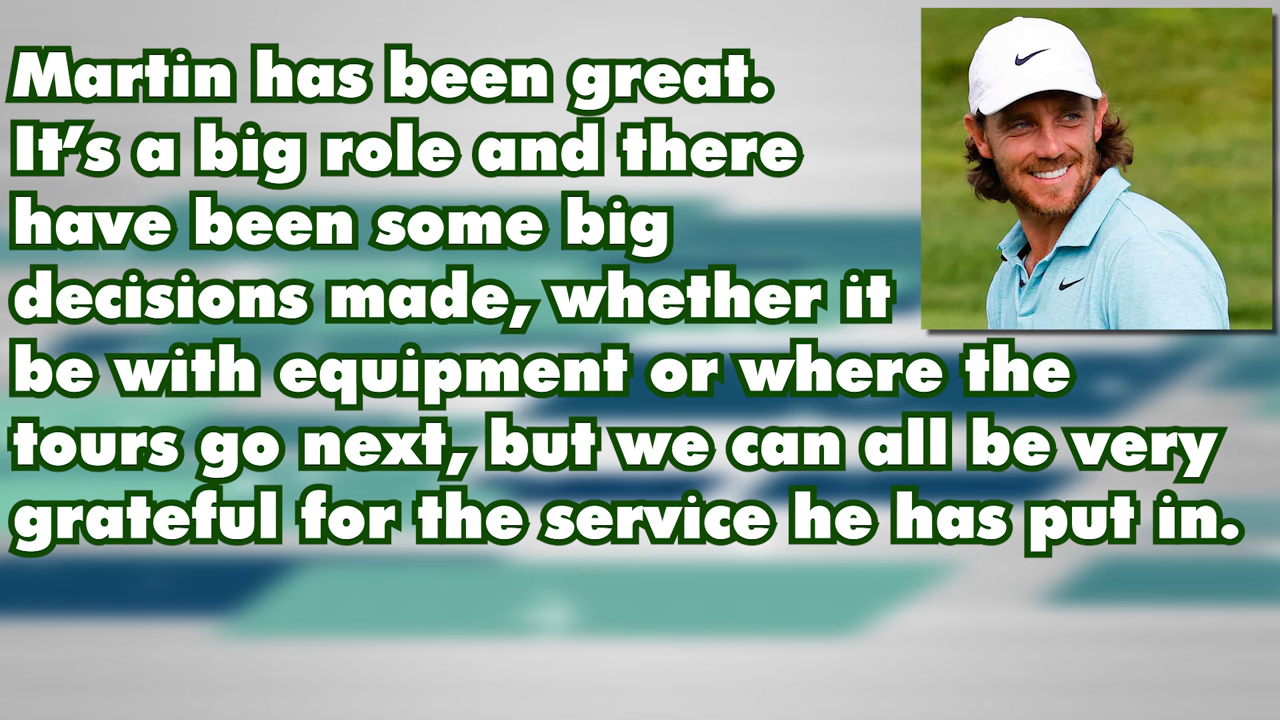 Martin has been great.
It’s a big role and there
have been some big
decisions made, whether it
be with equipment or where the
tours go next, but we can all be very
grateful for the service he has put in.